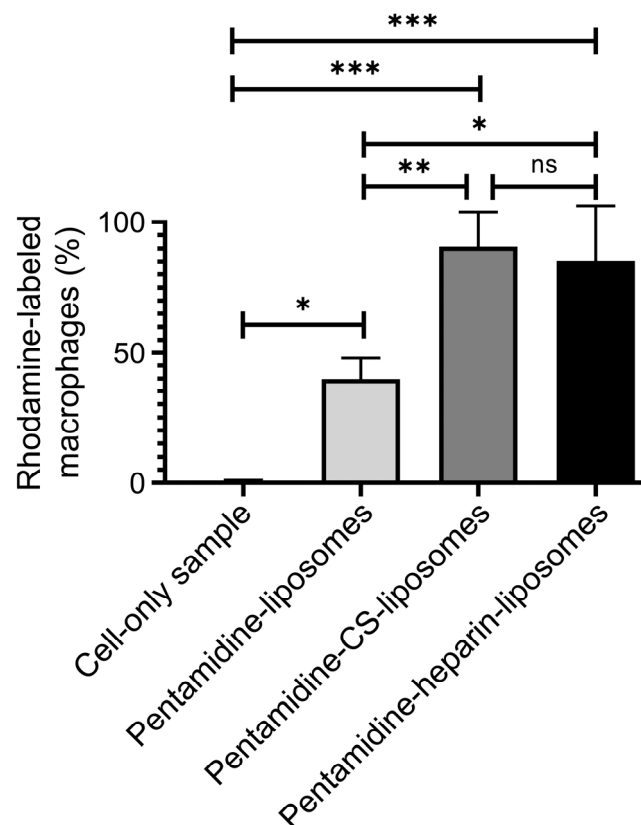 ***
***
*
**
ns
*
Rhodamine-labeled
macrophages (%)
100
50
0
Cell-only sample
Pentamidine-liposomes
Pentamidine-CS-liposomes
Pentamidine-heparin-liposomes